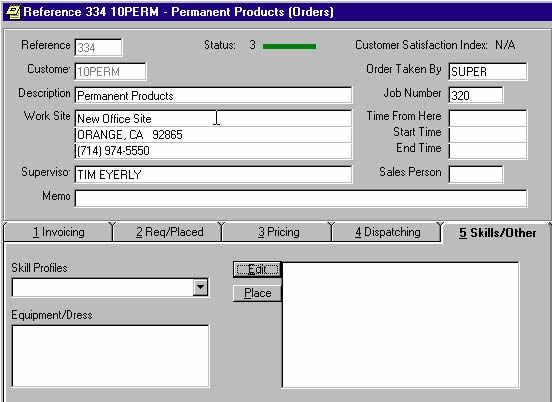 Reference 334 10PERM - Permanent Products (Orders)
Reference 334 Status: 3 Customer Satisfaction Index: N/A
Custome 10PERM Order Taken By SUPER
Description Permanent Products Job Number 320
Work Site New Office Site Time From Here
ORANGE, CA 92865 Start Time
(714) 974-5550 End Time
Superviso TIM EYERLY Sales Person
Memo
1 Invoicing 2 Req/Placed 3 Pricing 4 Dispatching 5 Skills/Other
Skill Profiles Edit
Place
Equipment/Dress